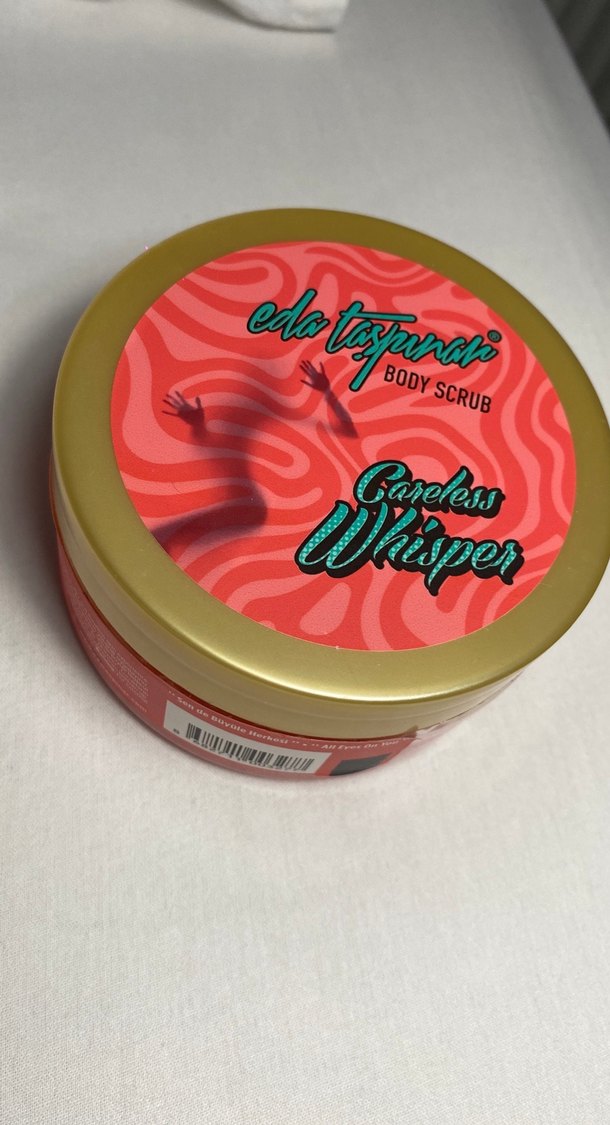 eda taşpınar®
BODY SCRUB
Careless
Whisper
" Sen de Büyüle Herkesi " • " All Eyes On You